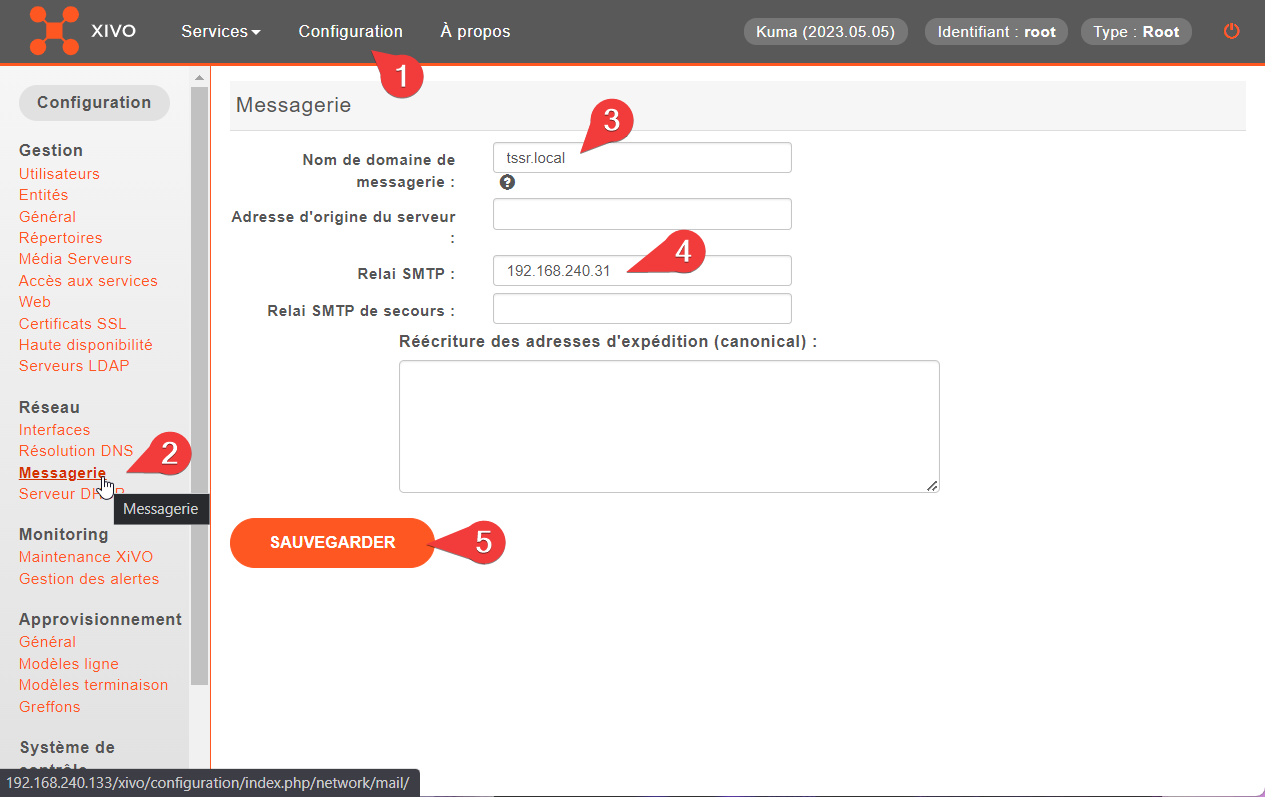 XIVO
Services
Configuration
À propos
Kuma (2023.05.05)
Identifiant : root
Type : Root
1
Configuration
Gestion
Utilisateurs
Entités
Général
Répertoires
Média Serveurs
Accès aux services
Web
Certificats SSL
Haute disponibilité
Serveurs LDAP
Réseau
Interfaces
Résolution DNS
Messagerie
2
Serveur DH
Messagerie
Monitoring
Maintenance XiVO
Gestion des alertes
Approvisionnement
Général
Modèles ligne
Modèles terminaison
Greffons
Système de
Messagerie
3
Nom de domaine de
messagerie :
tssr.local
?
Adresse d'origine du serveur
:
4
Relai SMTP :
192.168.240.31
Relai SMTP de secours :
Réécriture des adresses d'expédition (canonical) :
SAUVEGARDER
5
192.168.240.133/xivo/configuration/index.php/network/mail/